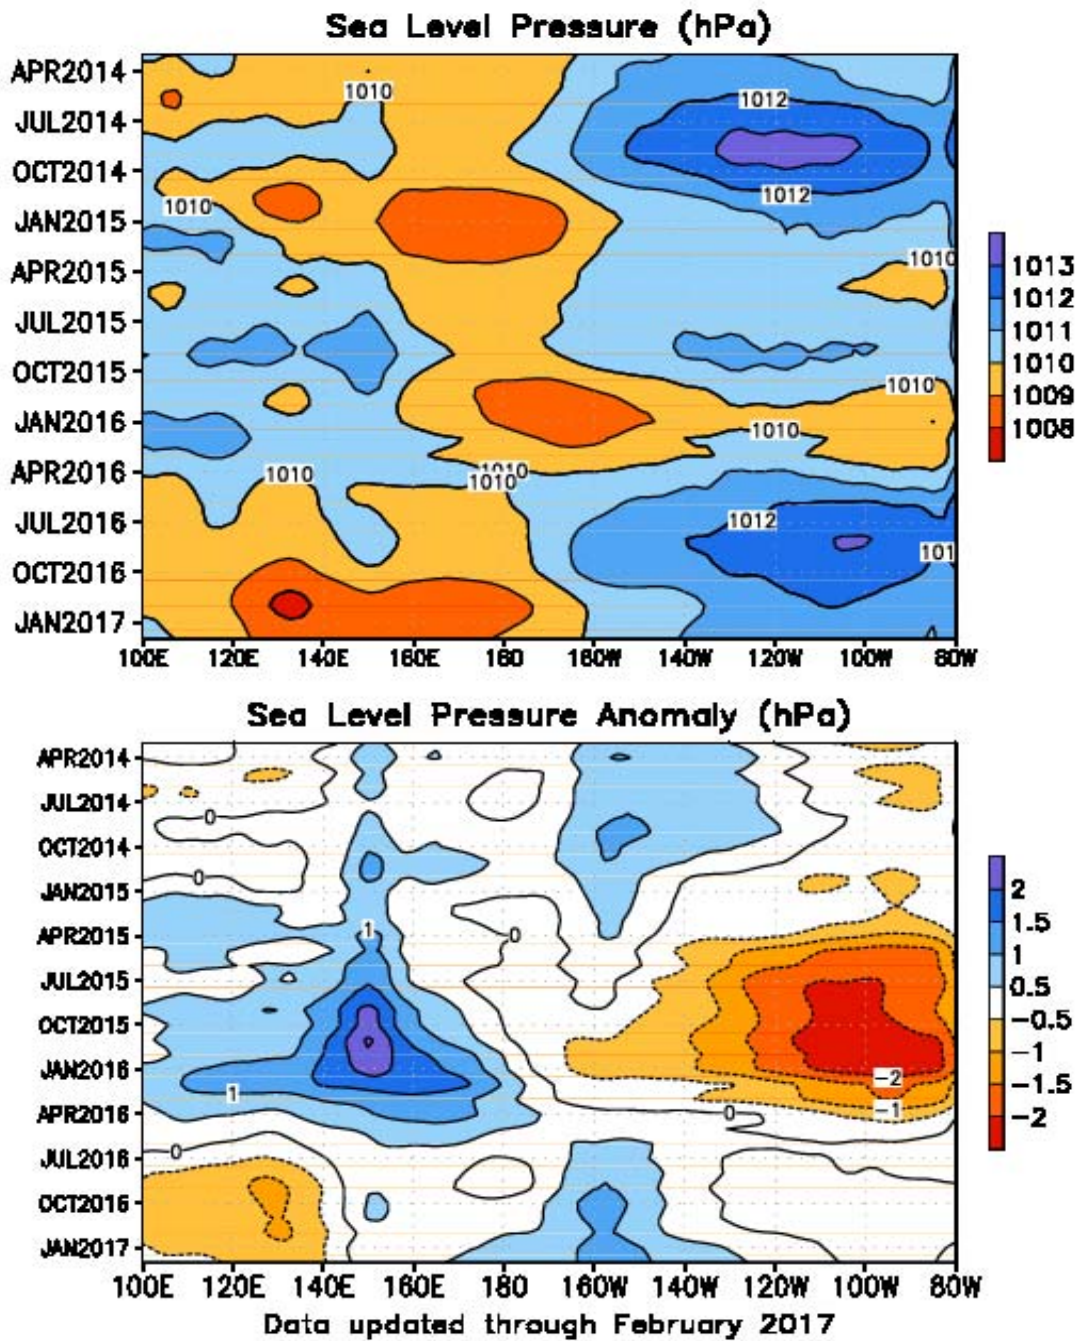 Sea Level Pressure (hPa)
APR2014
JUL2014
OCT2014
JAN2015
APR2015
JUL2015
OCT2015
JAN2016
APR2016
JUL2016
OCT2016
JAN2017
1010
1012
1012
1010
1010
1010
1010
1010
1010
1010
1012
101
100E 120E 140E 160E 180 160W 140W 120W 100W 80W
1013
1012
1011
1010
1009
1008
Sea Level Pressure Anomaly (hPa)
APR2014
JUL2014
OCT2014
JAN2015
APR2015
JUL2015
OCT2015
JAN2016
APR2016
JUL2016
OCT2016
JAN2017
0
0
1
0
-2
1
-1
0
0
100E 120E 140E 160E 180 160W 140W 120W 100W 80W
2
1.5
1
0.5
-0.5
-1
-1.5
-2
Data updated through February 2017